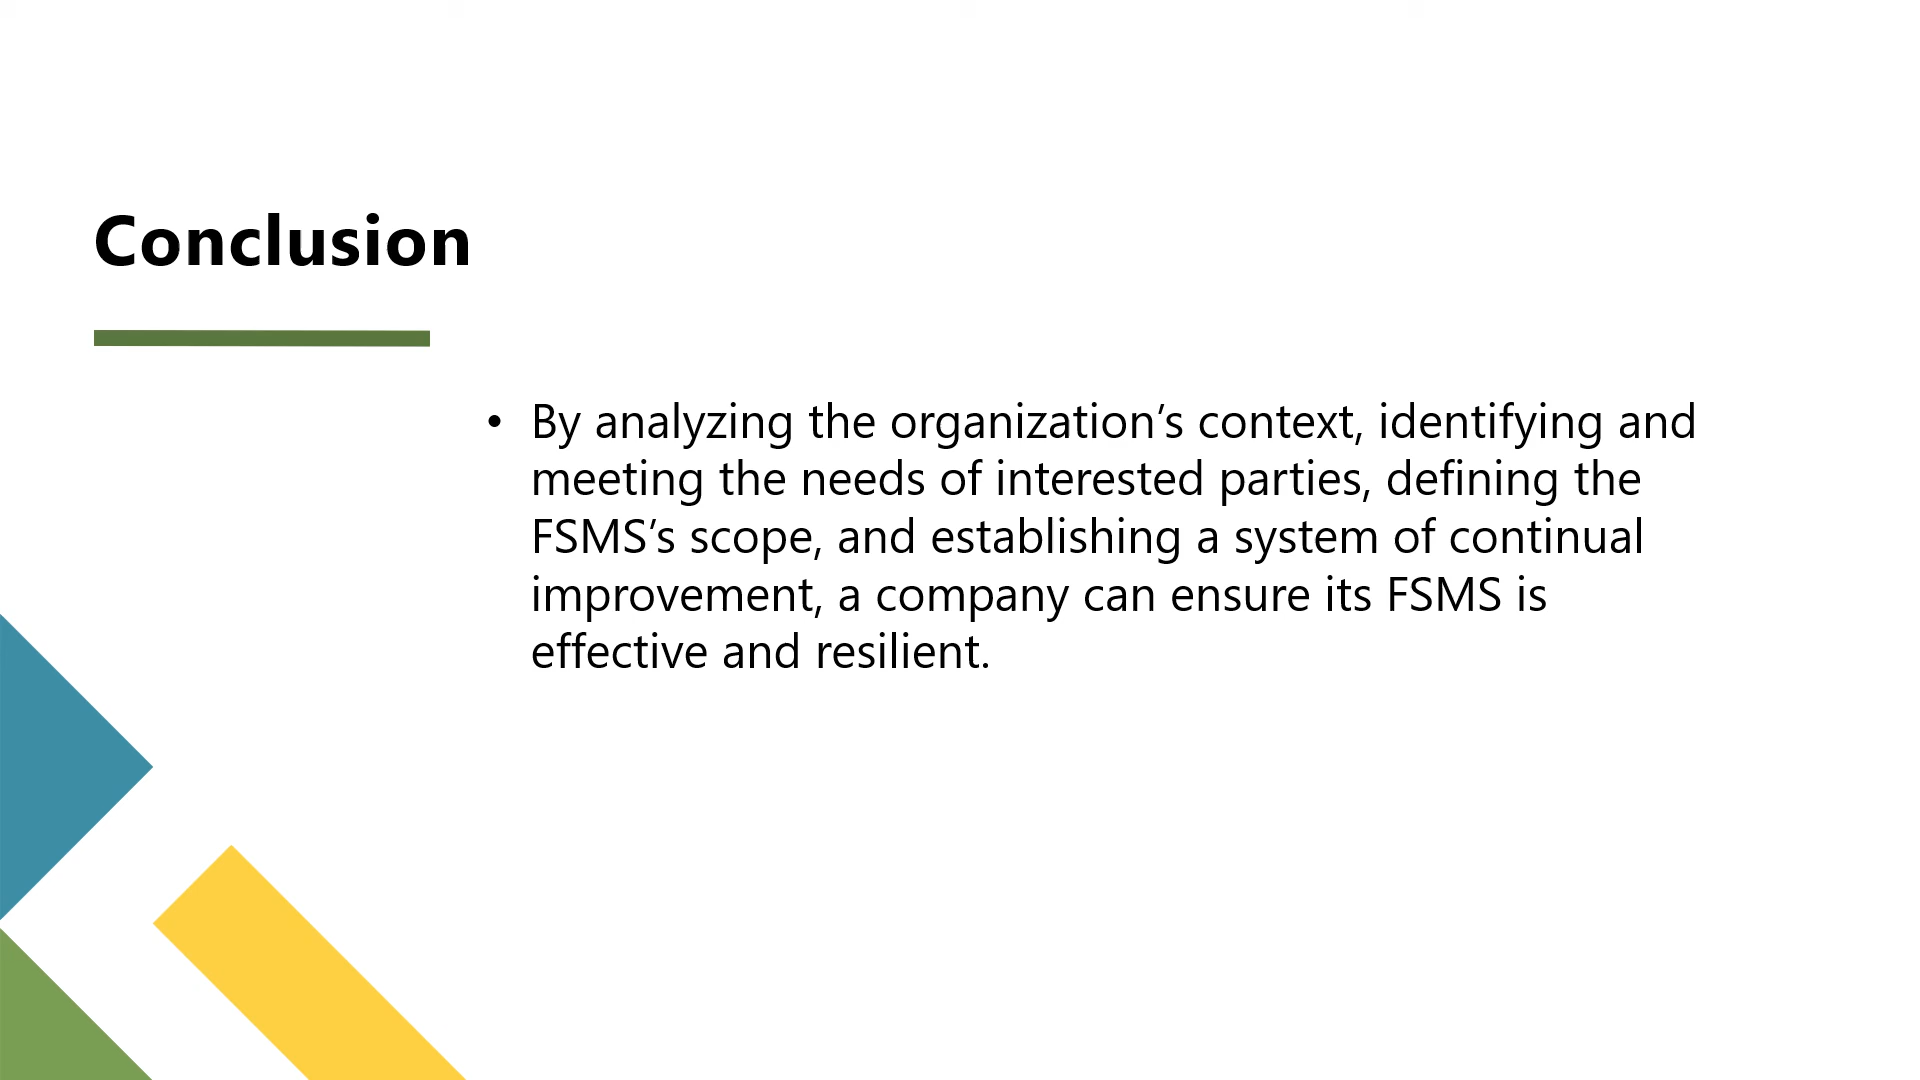 Conclusion
• By analyzing the organization’s context, identifying and
meeting the needs of interested parties, defining the
FSMS’s scope, and establishing a system of continual
improvement, a company can ensure its FSMS is
effective and resilient.